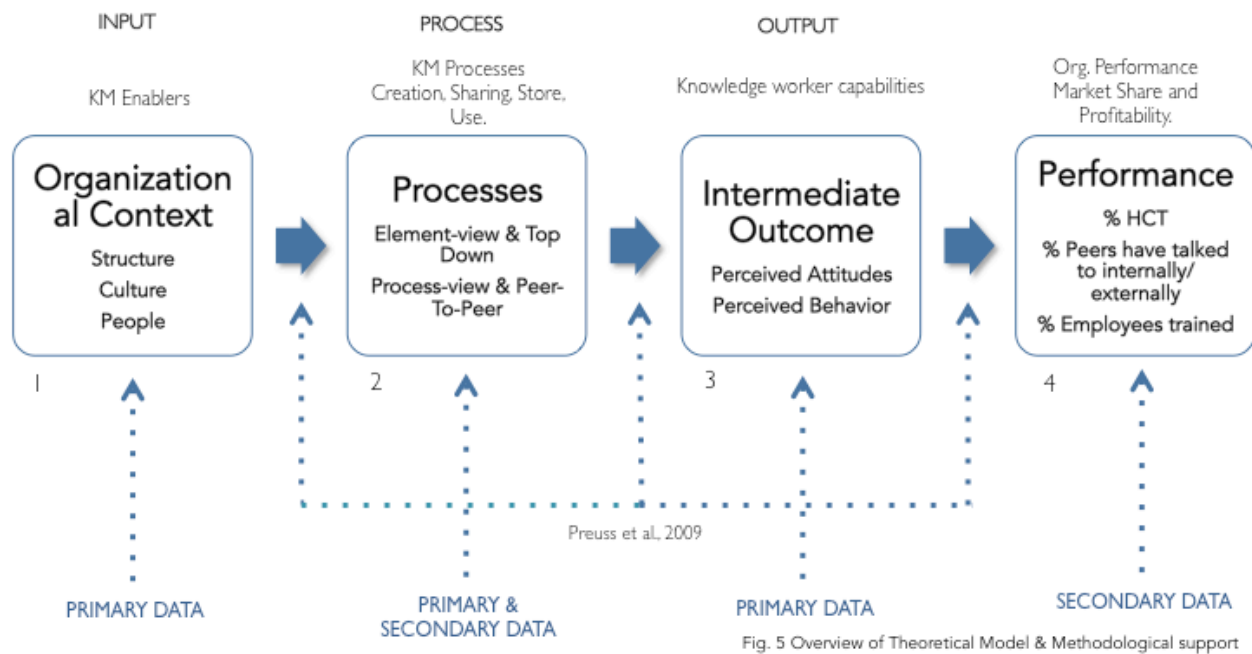 INPUT
PROCESS
OUTPUT
KM Enablers
KM Processes
Creation, Sharing, Store,
Use.
Knowledge worker capabilities
Org. Performance
Market Share and
Profitability.
Organization
al Context
Structure
Culture
People
1
Processes
Element-view & Top
Down
Process-view & Peer-
To-Peer
2
Intermediate
Outcome
Perceived Attitudes
Perceived Behavior
3
Performance
% HCT
% Peers have talked
to internally/
externally
% Employees trained
4
Preuss et al., 2009
PRIMARY DATA
PRIMARY &
SECONDARY DATA
PRIMARY DATA
SECONDARY DATA
Fig. 5 Overview of Theoretical Model & Methodological support